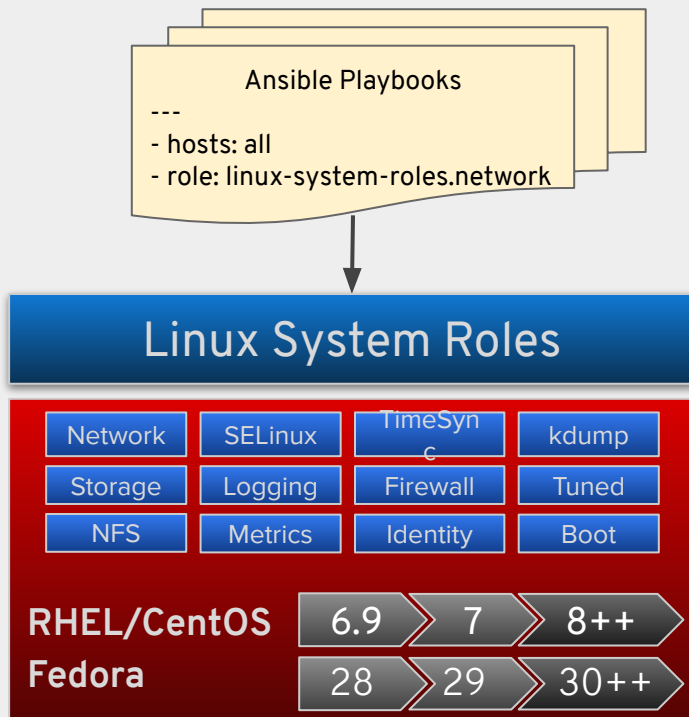 Ansible Playbooks
---
- hosts: all
- role: linux-system-roles.network
Linux System Roles
Network SELinux TimeSyn
c kdump
Storage Logging Firewall Tuned
NFS Metrics Identity Boot
RHEL/CentOS 6.9 7 8++
Fedora 28 29 30++